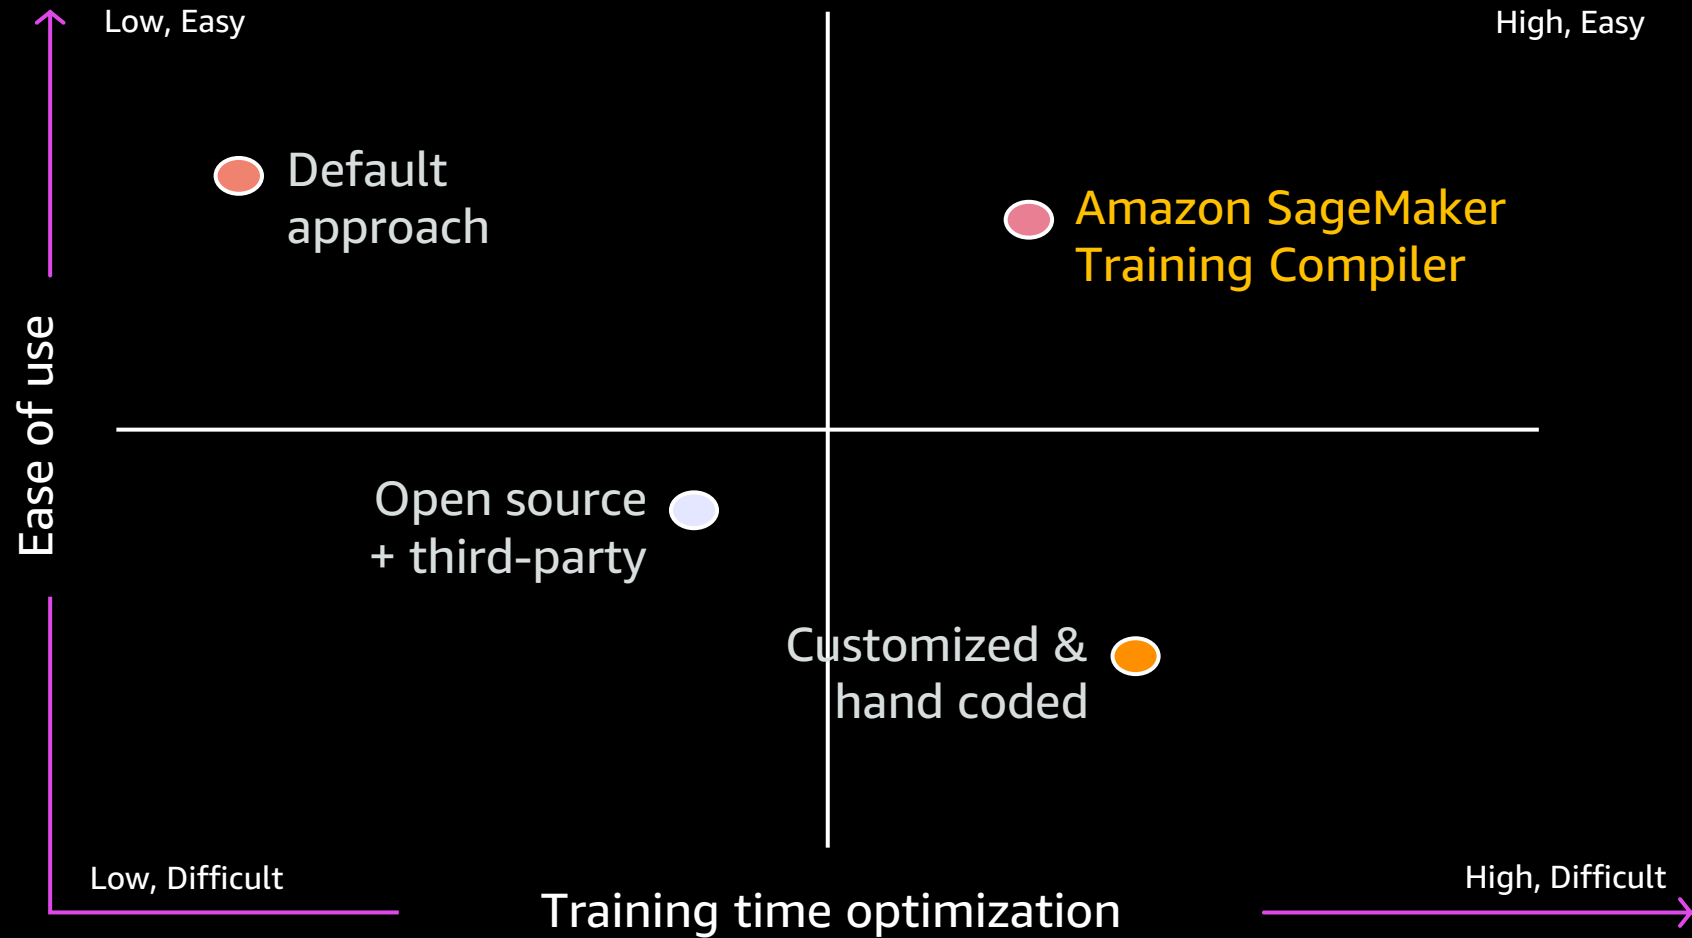 Low, Easy
High, Easy
Default
approach
Amazon SageMaker
Training Compiler
Ease of use
Open source
+ third-party
Customized &
hand coded
Low, Difficult
High, Difficult
Training time optimization